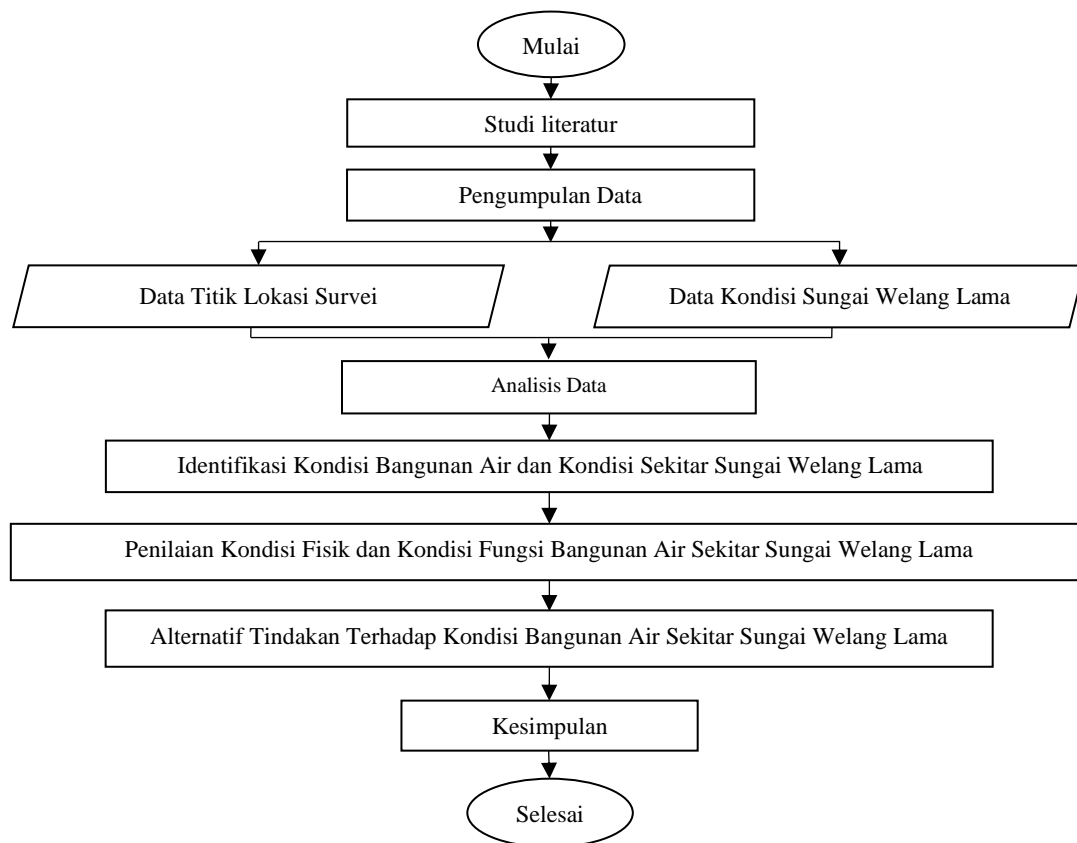 Mulai
Studi literatur
Pengumpulan Data
Data Titik Lokasi Survei
Data Kondisi Sungai Welang Lama
Analisis Data
Identifikasi Kondisi Bangunan Air dan Kondisi Sekitar Sungai Welang Lama
Penilaian Kondisi Fisik dan Kondisi Fungsi Bangunan Air Sekitar Sungai Welang Lama
Alternatif Tindakan Terhadap Kondisi Bangunan Air Sekitar Sungai Welang Lama
Kesimpulan
Selesai